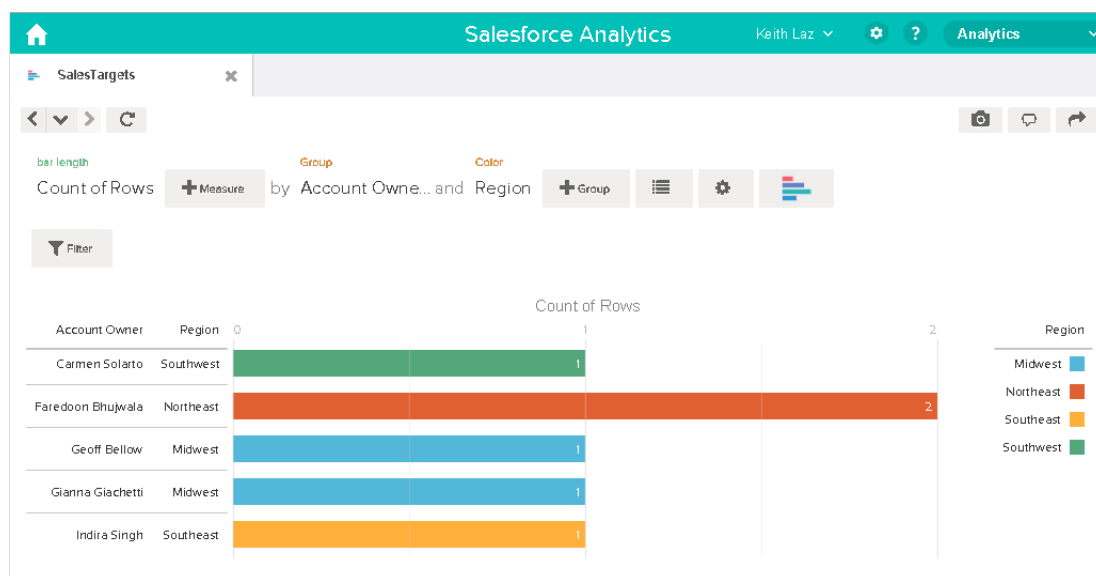 Salesforce Analytics Keith Laz ? Analytics
SalesTargets
bar length Group Color
Count of Rows + Measure by Account Owne... and Region + Group
Filter
Count of Rows
Account Owner Region 0 1 2 Region
Carmen Solarto Southwest 1 Midwest
Faredoon Bhujwala Northeast 2 Northeast
Southeast
Geoff Bellow Midwest 1 Southwest
Gianna Giachetti Midwest 1
Indira Singh Southeast 1